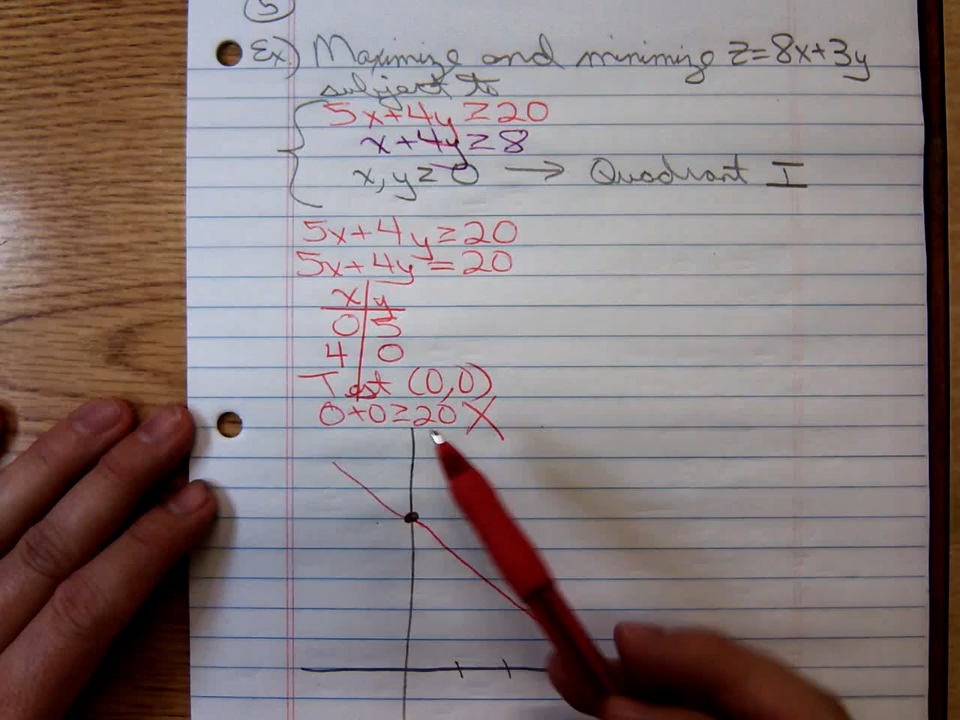 5
Ex) Maximize and minimize z=8x+3y
subject to
5x+4y≥20
x+4y≥8
x,y≥0 → Quadrant I
5x+4y≥20
5x+4y=20
x y
0 5
4 0
Test (0,0)
0+0≥20 X